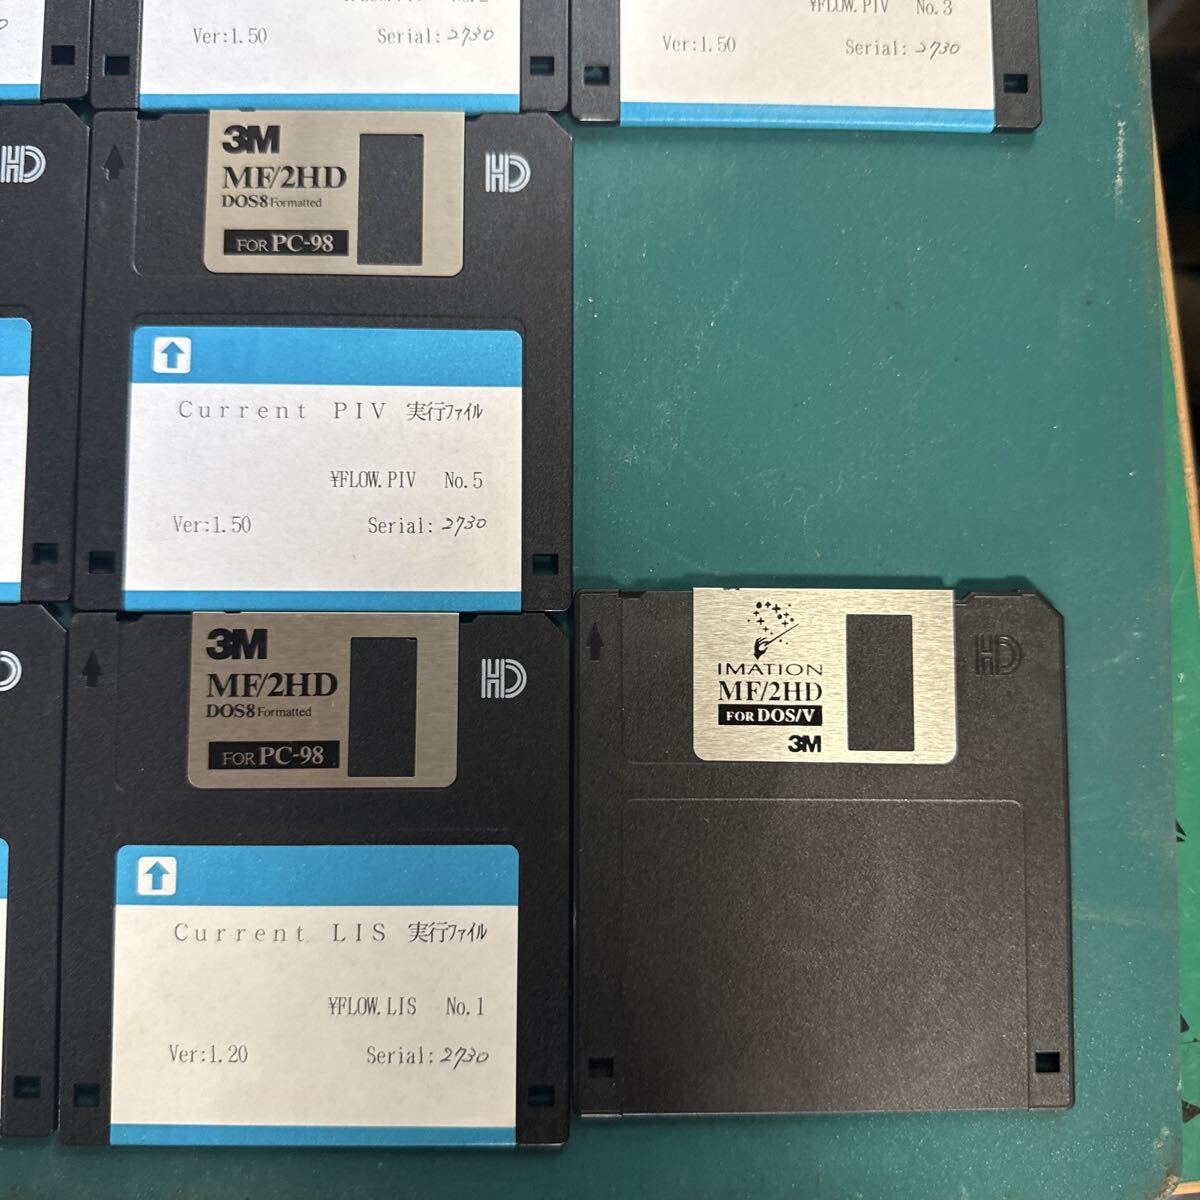 Ver:1.50 Serial:2730
¥FLOW.PIV No.3
Ver:1.50 Serial:2730
HD
3M
MF/2HD
DOS8 Formatted
FOR PC-98
HD
Current PIV 実行ファイル
¥FLOW.PIV No.5
Ver:1.50 Serial:2730
3M
MF/2HD
DOS8 Formatted
FOR PC-98
HD
Current LIS 実行ファイル
¥FLOW.LIS No.1
Ver:1.20 Serial:2730
IMATION
MF/2HD
FOR DOS/V
3M
HD